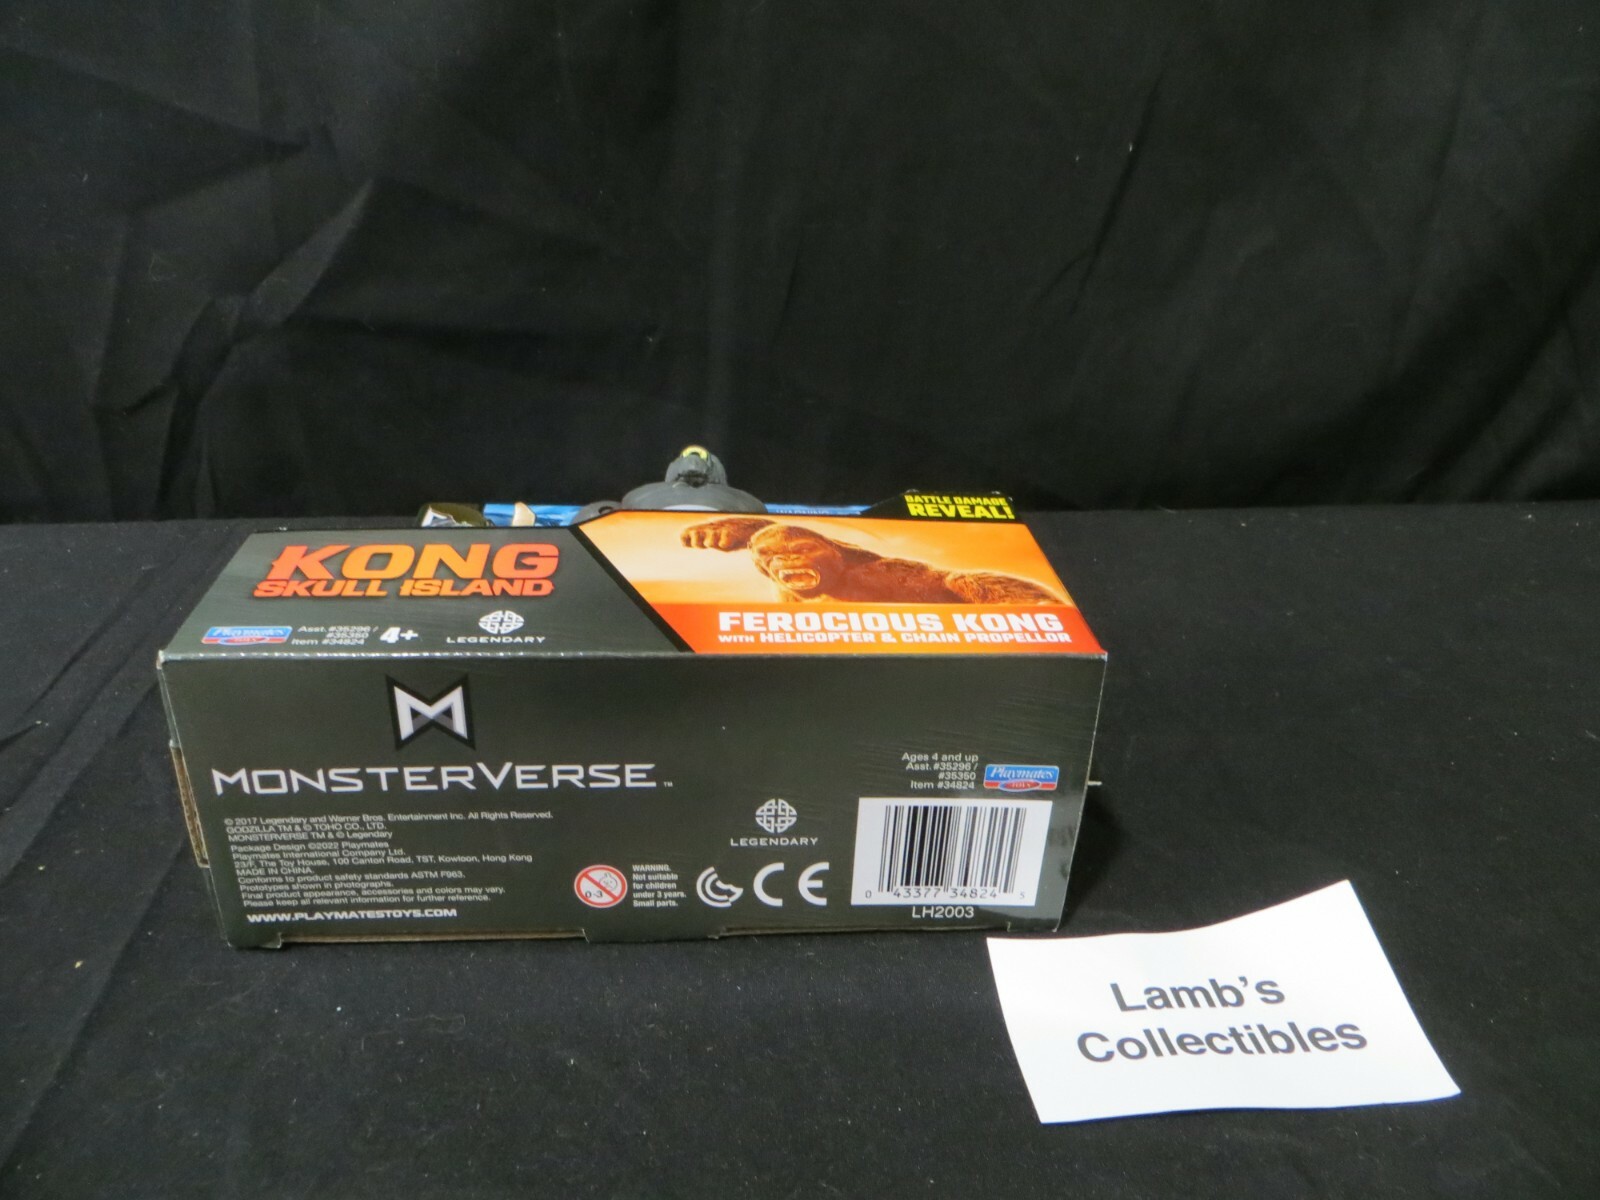 BATTLE DAMAGE
REVEAL!
KONG
SKULL ISLAND
Playmates
TOYS
Asst. #35296 /
#35350
Item #34824
4+
LEGENDARY
FEROCIOUS KONG
WITH HELICOPTER & CHAIN PROPELLOR
M
MONSTERVERSE™
© 2017 Legendary and Warner Bros. Entertainment Inc. All Rights Reserved.
GODZILLA TM & © TOHO CO., LTD.
MONSTERVERSE TM & © Legendary
Package Design ©2022 Playmates
Playmates International Company Ltd.
23/F, The Toy House, 100 Canton Road, TST, Kowloon, Hong Kong
MADE IN CHINA.
Conforms to product safety standards ASTM F963.
Prototypes shown in photographs.
Final product appearance, accessories and colors may vary.
Please keep all relevant information for further reference.
WWW.PLAYMATESTOYS.COM
0-3
WARNING.
Not suitable
for children
under 3 years.
Small parts.
LEGENDARY
CE
Ages 4 and up
Asst. #35296 /
#35350
Item #34824
Playmates
TOYS
0 43377 34824 5
LH2003
Lamb's
Collectibles